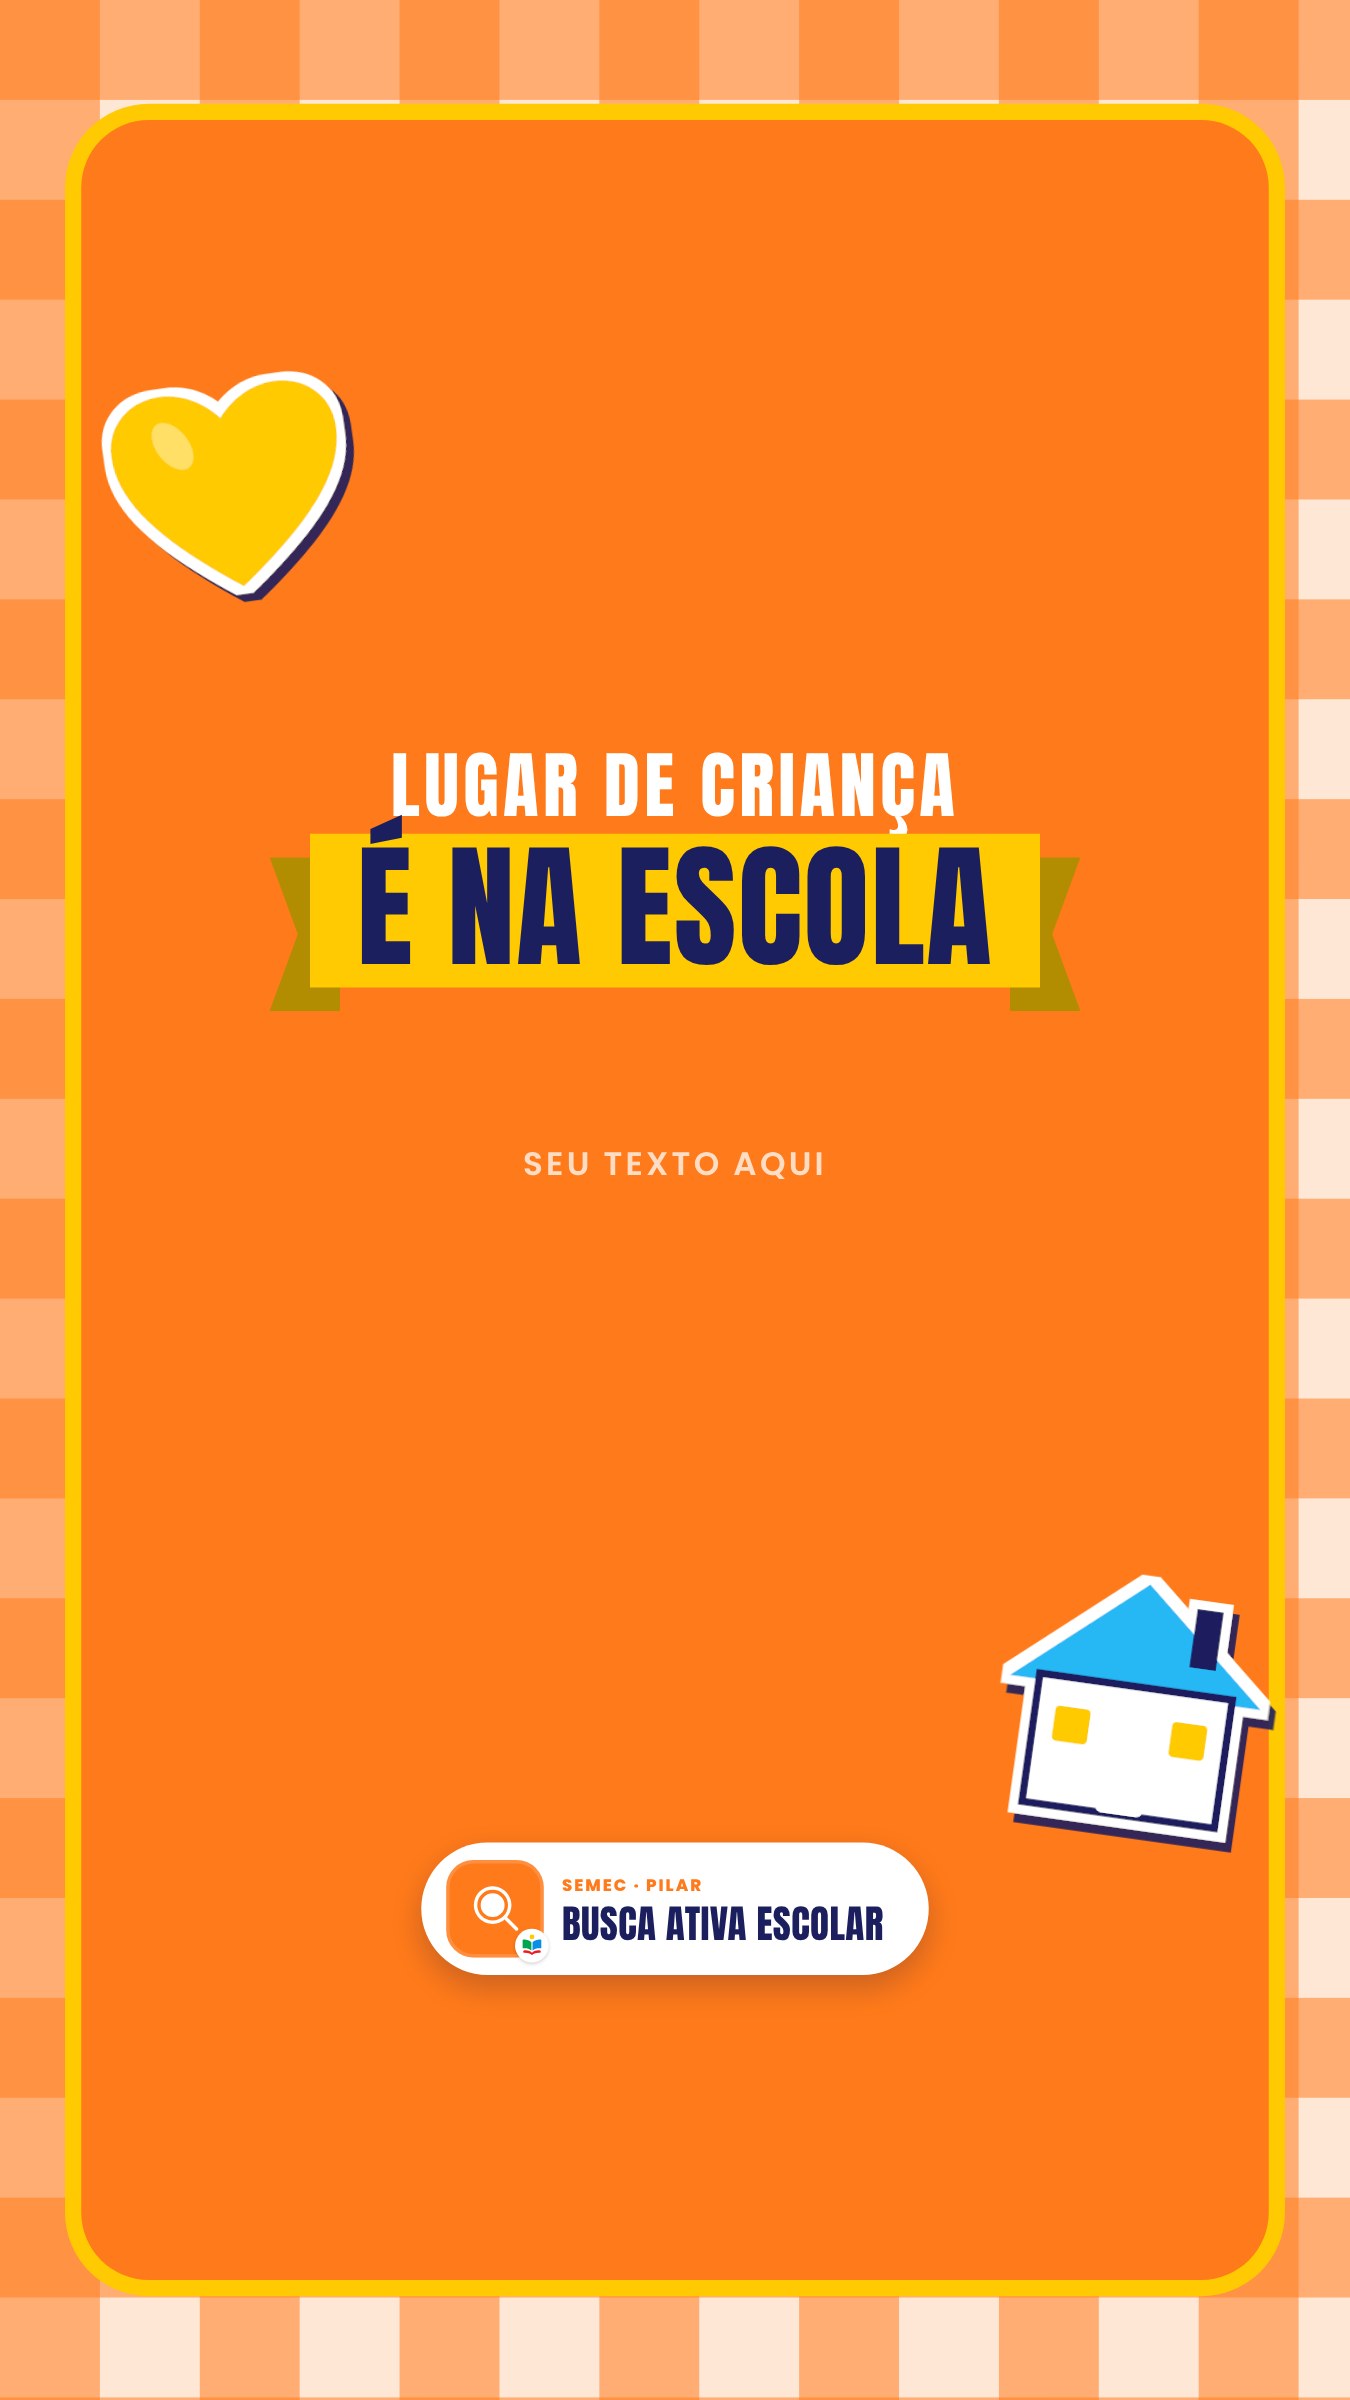 LUGAR DE CRIANÇA
É NA ESCOLA
SEU TEXTO AQUI
SEMEC · PILAR
BUSCA ATIVA ESCOLAR